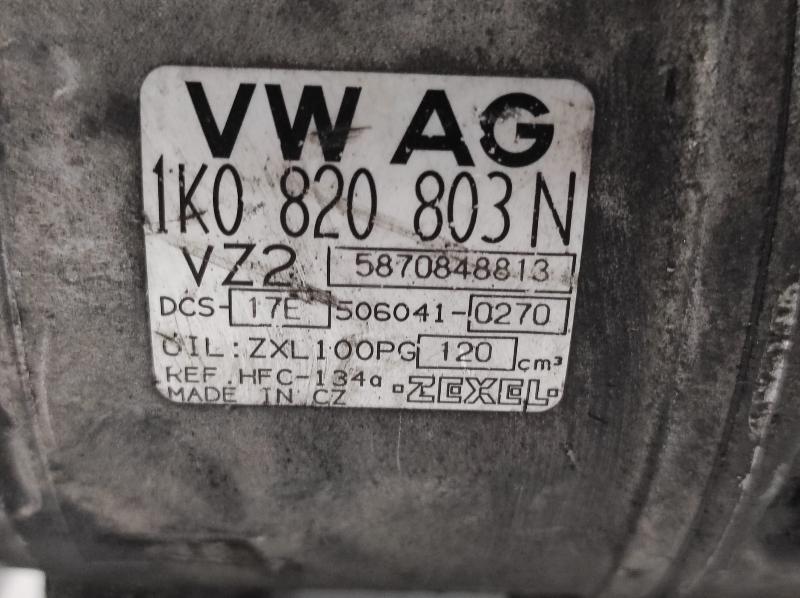 VW AG
1K0 820 803 N
VZ2 5870848813
DCS-17E 506041-0270
OIL: ZXL100PG 120 cm³
REF. HFC-134a ZEXEL
MADE IN CZ